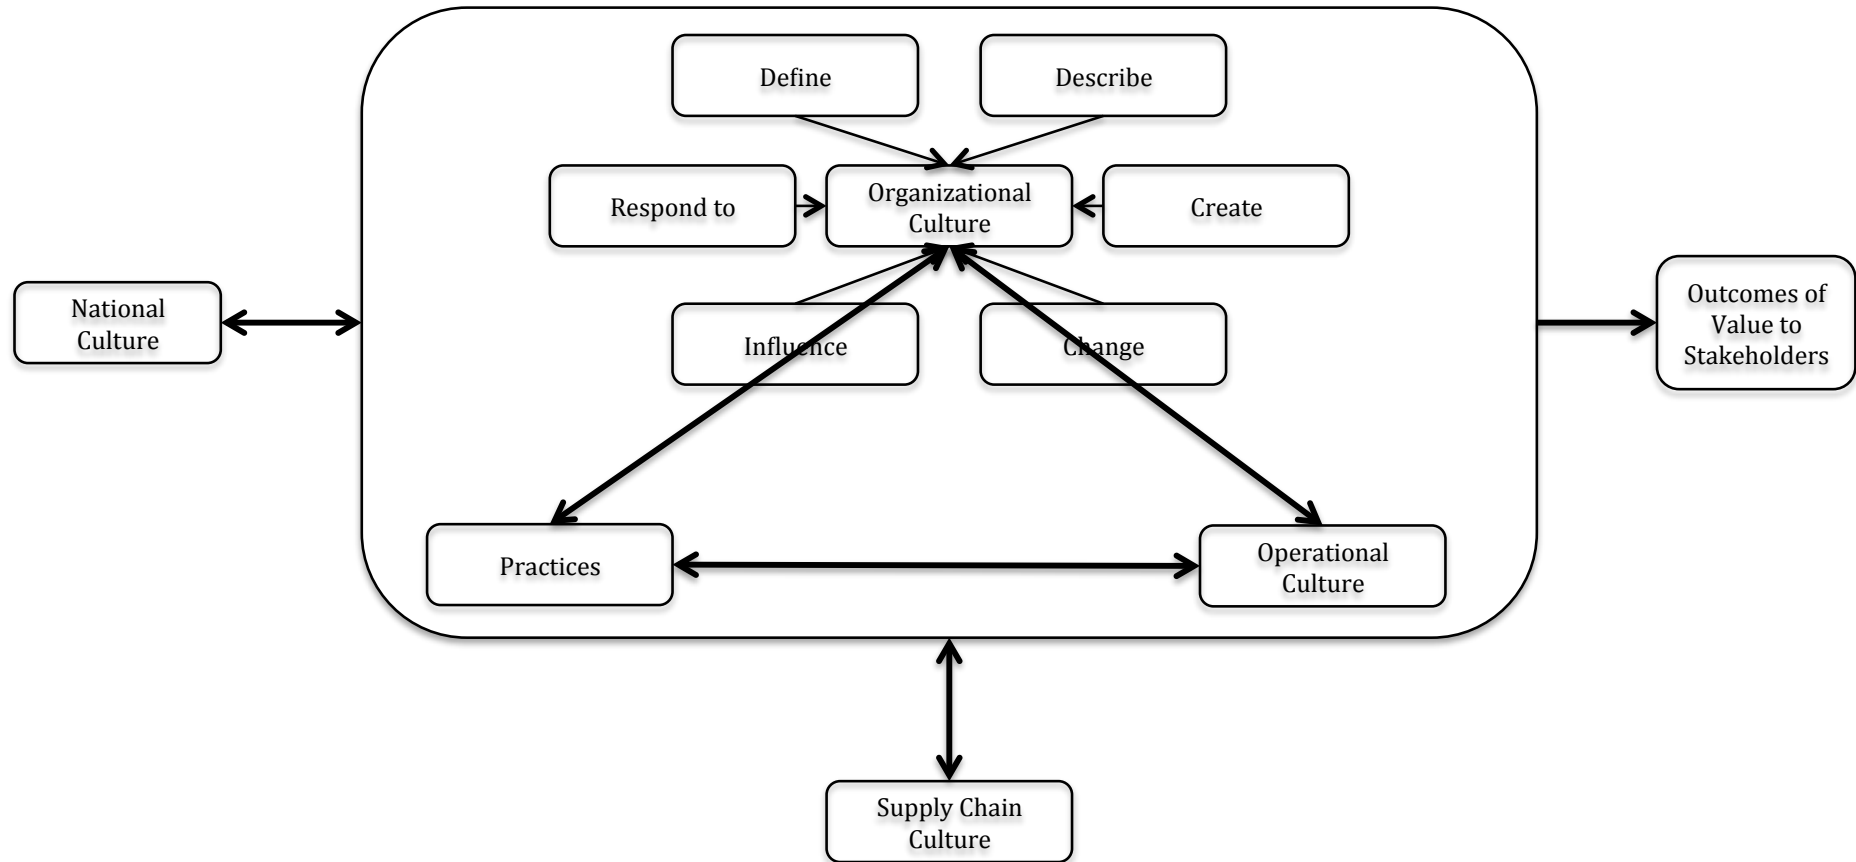 Define
Describe
Respond to
Organizational
Culture
Create
National
Culture
Influence
Change
Outcomes of
Value to
Stakeholders
Practices
Operational
Culture
Supply Chain
Culture